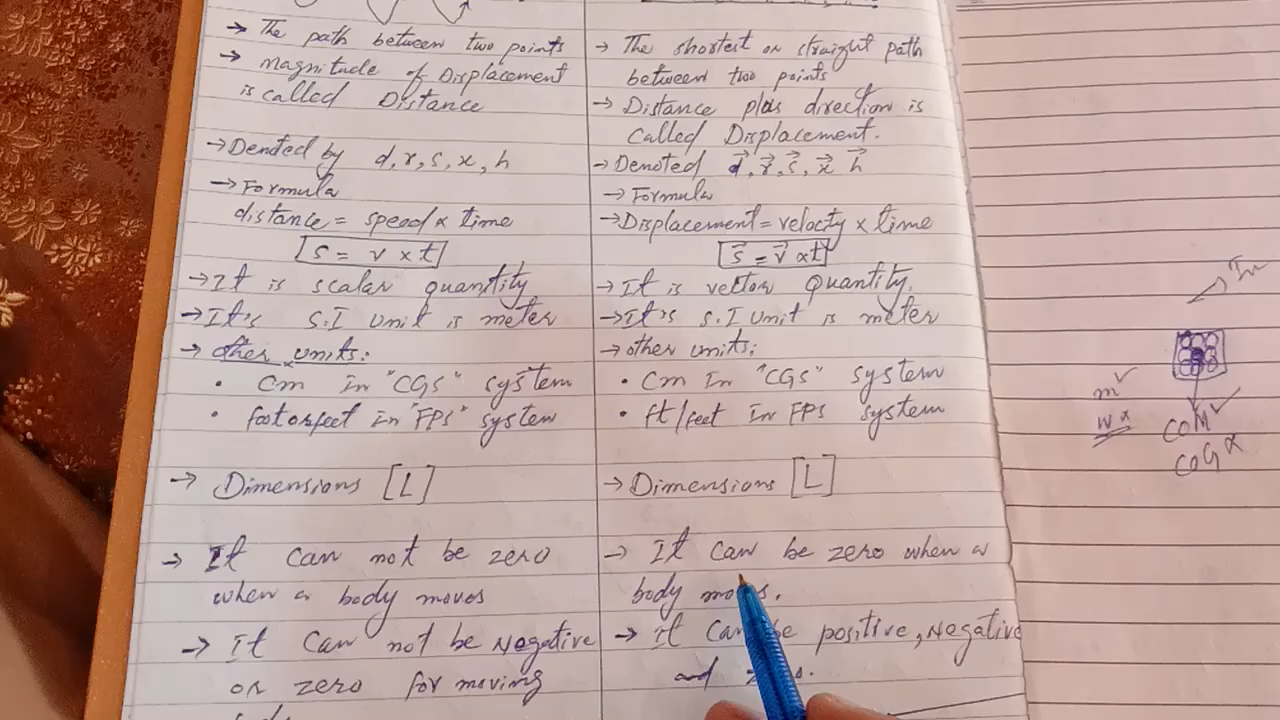 → The path between two points
→ magnitude of Displacement
is called Distance
→ Denoted by d, r, s, x, h
→ Formula
distance = speed × time
s = v × t
→ It is scalar quantity
→ It's S.I unit is meter
→ other units:
• Cm in "CGS" system
• foot or feet in "FPS" system
→ Dimensions [L]
→ It can not be zero
when a body moves
→ It can not be Negative
or zero for moving
→ The shortest or straight path
between two points
→ Distance plus direction is
called Displacement.
→ Denoted d⃗, r⃗, s⃗, x⃗ h⃗
→ Formula
→ Displacement = velocity × time
s⃗ = v⃗ × t
→ It is vector quantity.
→ It's S.I unit is meter
→ other units:
• Cm in "CGS" system
• ft/feet in FPS system
→ Dimensions [L]
→ It can be zero when a
body moves.
→ It can be positive, Negative
and
m ✓
w ×
COM ✓
COG ×